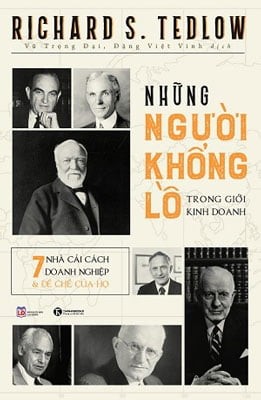 RICHARD S. TEDLOW
Vũ Trọng Đại, Đặng Việt Vinh dịch
NHỮNG
NGƯỜI
KHỔNG
LỒ
TRONG GIỚI
KINH DOANH
7 NHÀ CẢI CÁCH
DOANH NGHIỆP
& ĐẾ CHẾ CỦA HỌ